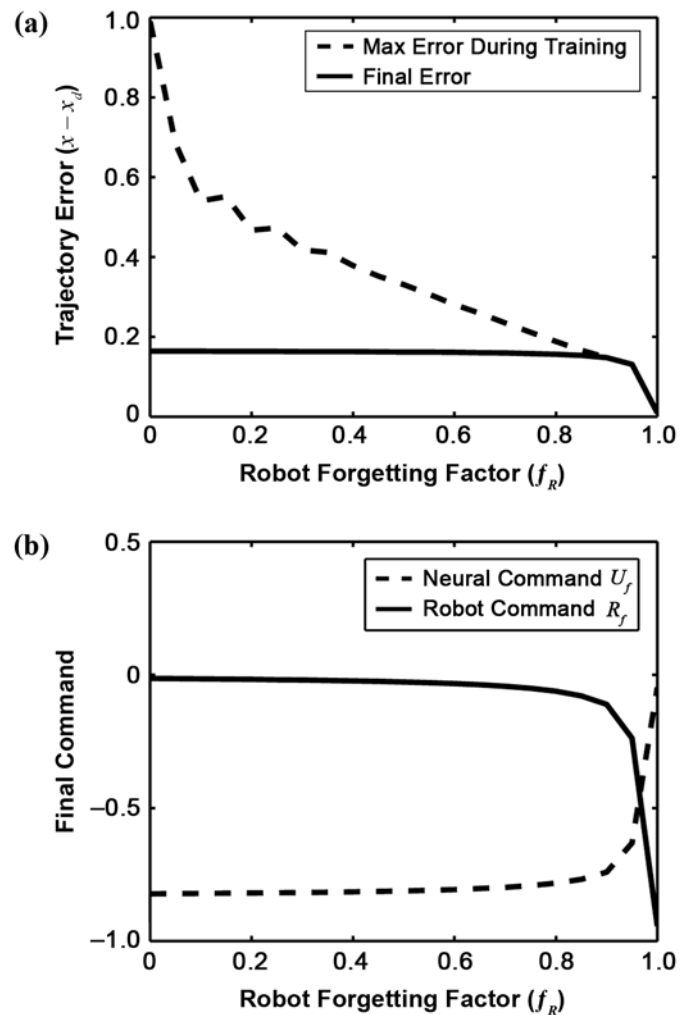 (a)
1.0
0.8
0.6
0.4
0.2
0
Trajectory Error (x − x_d)
Max Error During Training
Final Error
0 0.2 0.4 0.6 0.8 1.0
Robot Forgetting Factor (f_R)
(b)
0.5
0
−0.5
−1.0
Final Command
Neural Command U_f
Robot Command R_f
0 0.2 0.4 0.6 0.8 1.0
Robot Forgetting Factor (f_R)